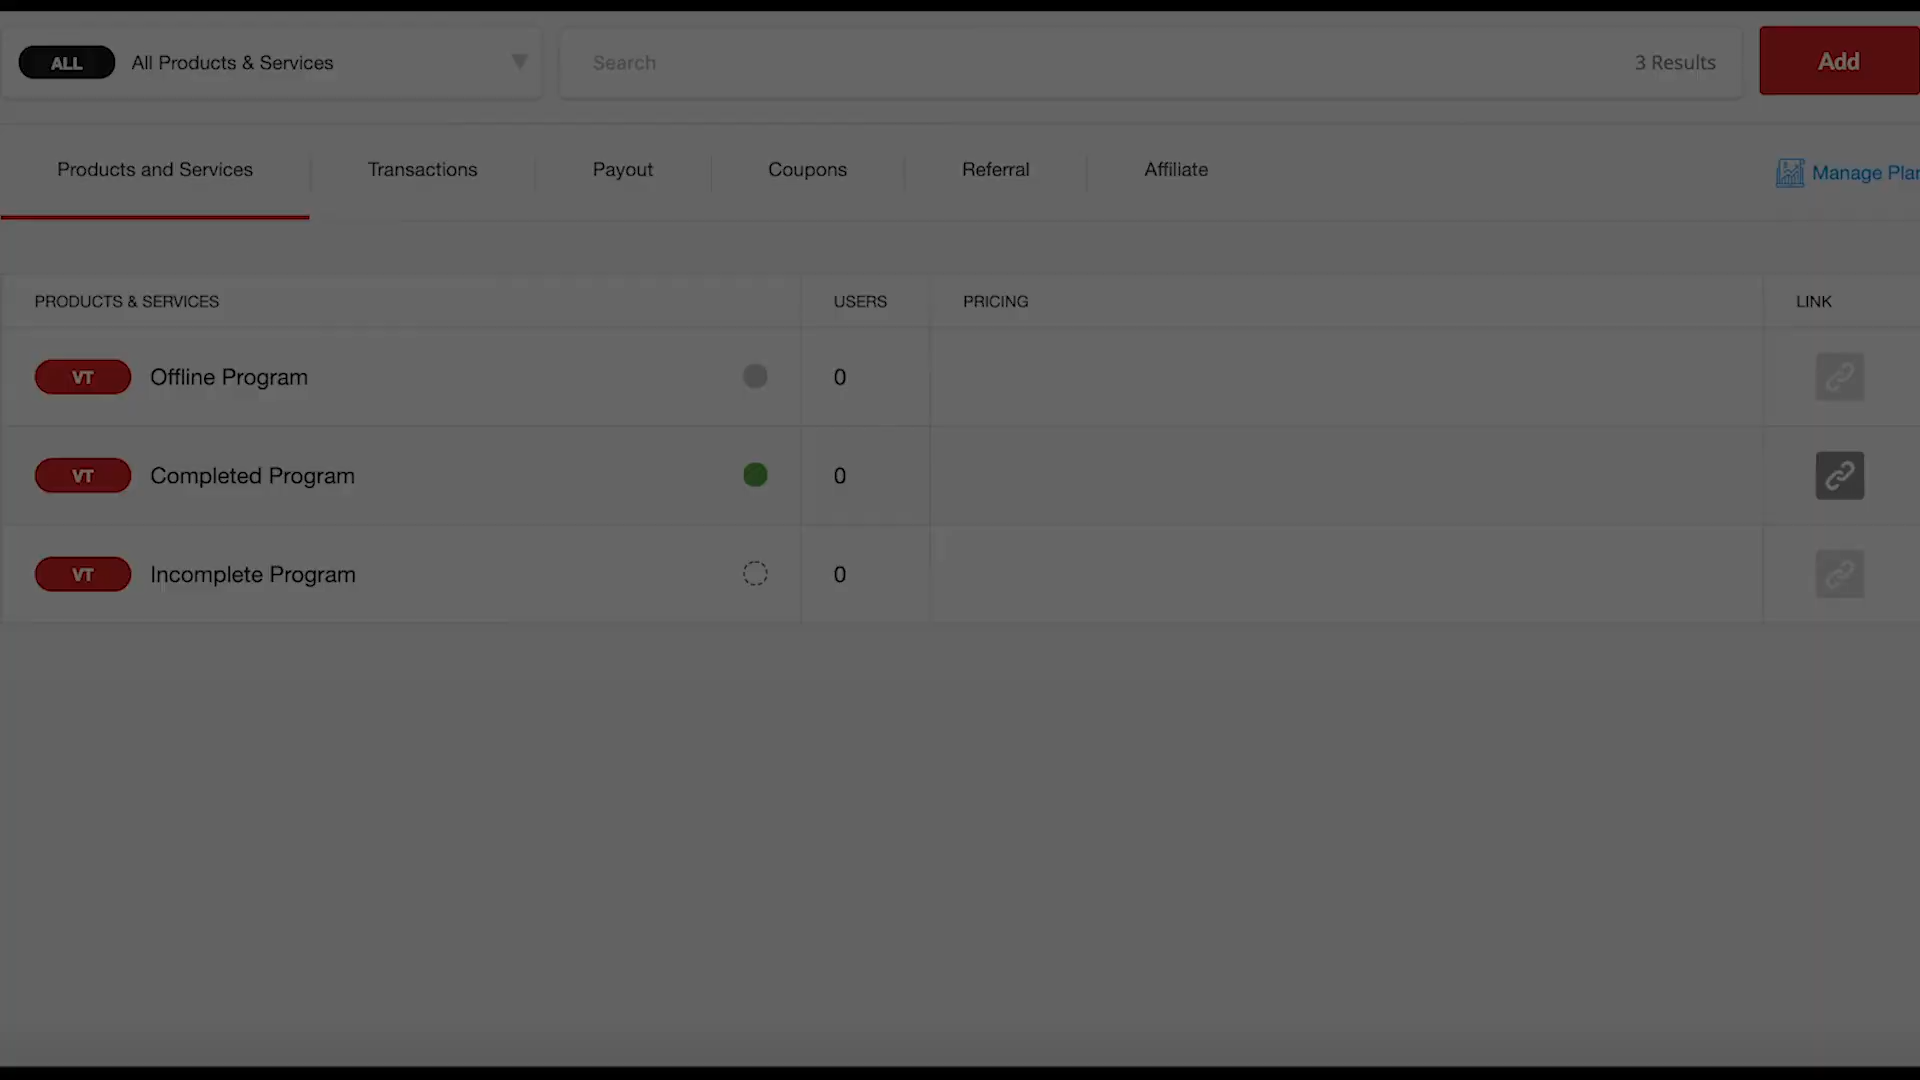 ALL All Products & Services Search 3 Results Add
Products and Services Transactions Payout Coupons Referral Affiliate Manage
PRODUCTS & SERVICES USERS PRICING LINK
VT Offline Program 0
VT Completed Program 0
VT Incomplete Program 0